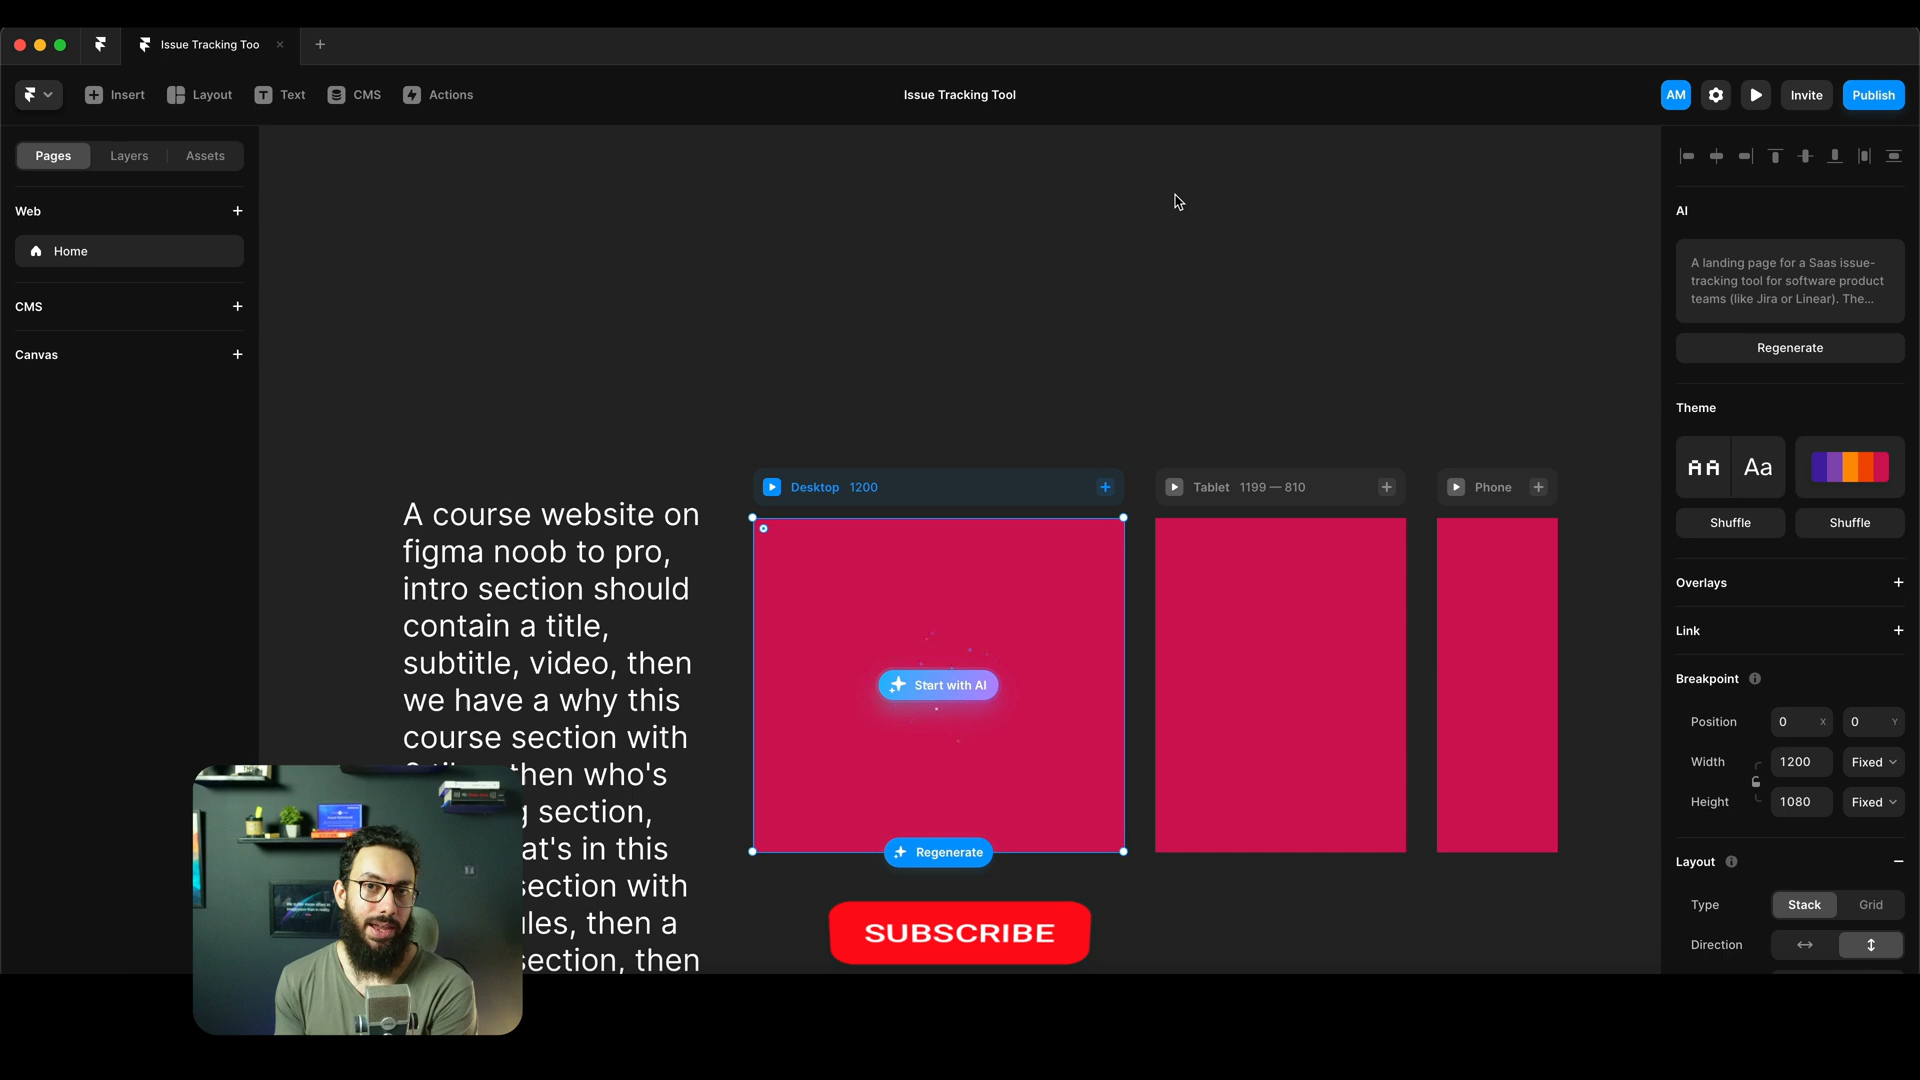 Issue Tracking Too
Insert
Layout
Text
CMS
Actions
Issue Tracking Tool
AM
Invite
Publish
Pages
Layers
Assets
Web
Home
CMS
Canvas
A course website on
figma noob to pro,
intro section should
contain a title,
subtitle, video, then
we have a why this
course section with
then who's
section,
at's in this
section with
ules, then a
section, then
Desktop 1200
Tablet 1199 — 810
Phone
Start with AI
Regenerate
SUBSCRIBE
AI
A landing page for a Saas issue-
tracking tool for software product
teams (like Jira or Linear). The...
Regenerate
Theme
AA
Aa
Shuffle
Shuffle
Overlays
Link
Breakpoint
Position 0 X 0 Y
Width 1200 Fixed
Height 1080 Fixed
Layout
Type Stack Grid
Direction